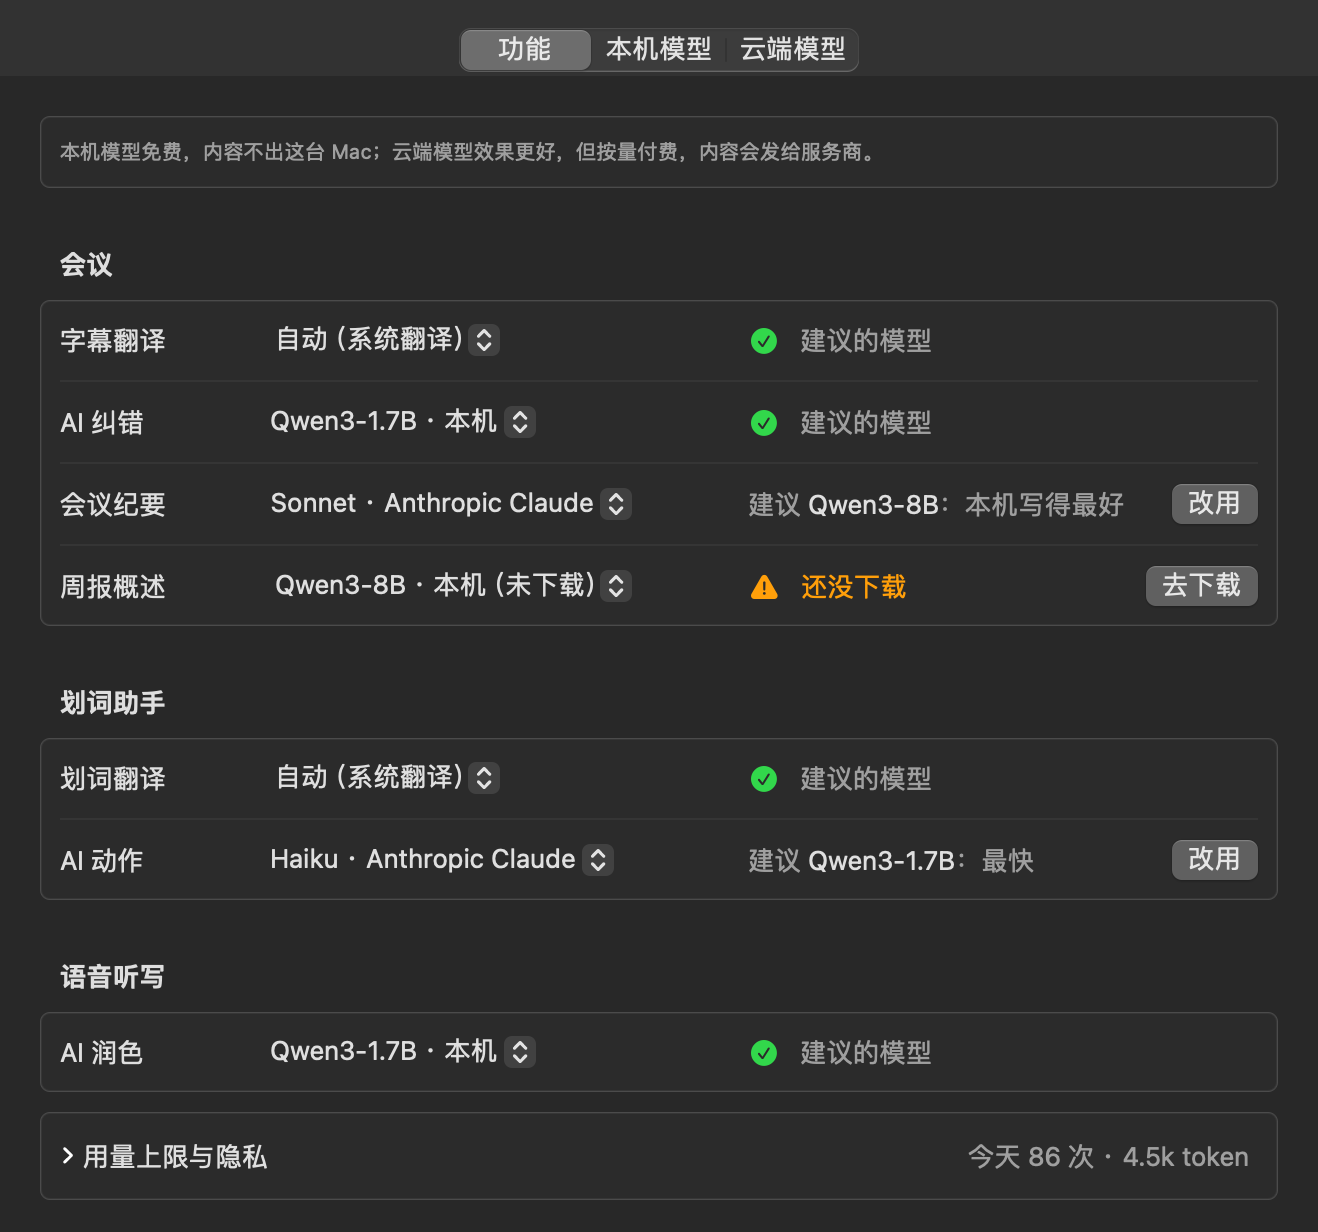 功能 本机模型 云端模型
本机模型免费，内容不出这台 Mac；云端模型效果更好，但按量付费，内容会发给服务商。
会议
字幕翻译 自动 (系统翻译) 建议的模型
AI 纠错 Qwen3-1.7B · 本机 建议的模型
会议纪要 Sonnet · Anthropic Claude 建议 Qwen3-8B：本机写得最好 改用
周报概述 Qwen3-8B · 本机 (未下载) 还没下载 去下载
划词助手
划词翻译 自动 (系统翻译) 建议的模型
AI 动作 Haiku · Anthropic Claude 建议 Qwen3-1.7B：最快 改用
语音听写
AI 润色 Qwen3-1.7B · 本机 建议的模型
用量上限与隐私 今天 86 次 · 4.5k token